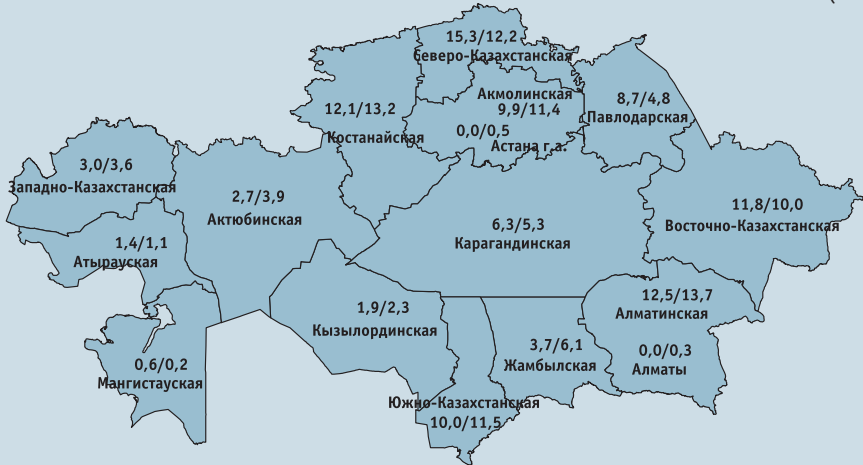 15,3/12,2
Северо-Казахстанская
Акмолинская
9,9/11,4
8,7/4,8
Павлодарская
12,1/13,2
Костанайская
0,0/0,5
Астана г.а.
3,0/3,6
Западно-Казахстанская
2,7/3,9
Актюбинская
11,8/10,0
Восточно-Казахстанская
6,3/5,3
Карагандинская
1,4/1,1
Атырауская
12,5/13,7
Алматинская
1,9/2,3
Кызылординская
3,7/6,1
Жамбылская
0,0/0,3
Алматы
0,6/0,2
Мангистауская
Южно-Казахстанская
10,0/11,5